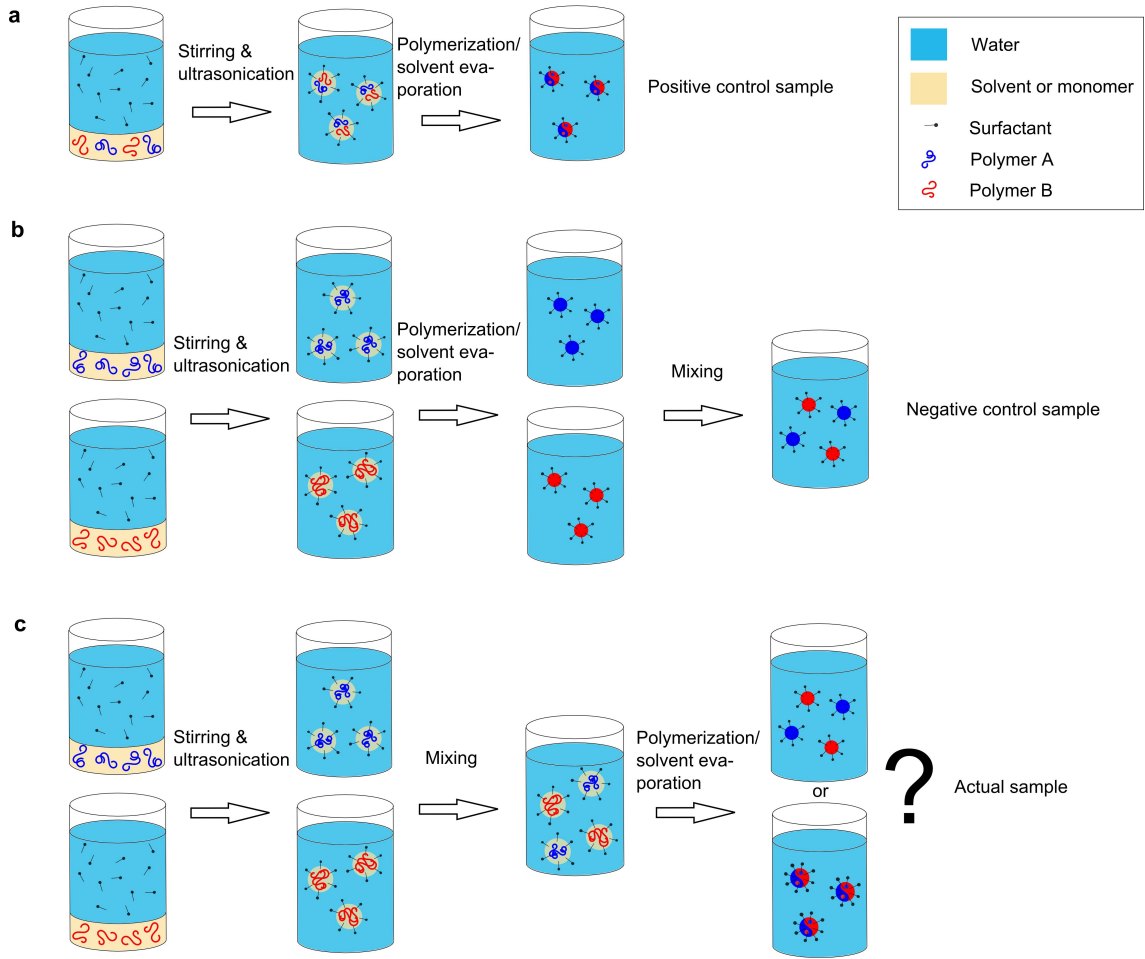 a
Stirring &
ultrasonication
Polymerization/
solvent eva-
poration
Positive control sample
Water
Solvent or monomer
Surfactant
Polymer A
Polymer B
b
Stirring &
ultrasonication
Polymerization/
solvent eva-
poration
Mixing
Negative control sample
c
Stirring &
ultrasonication
Mixing
Polymerization/
solvent eva-
poration
or
?
Actual sample